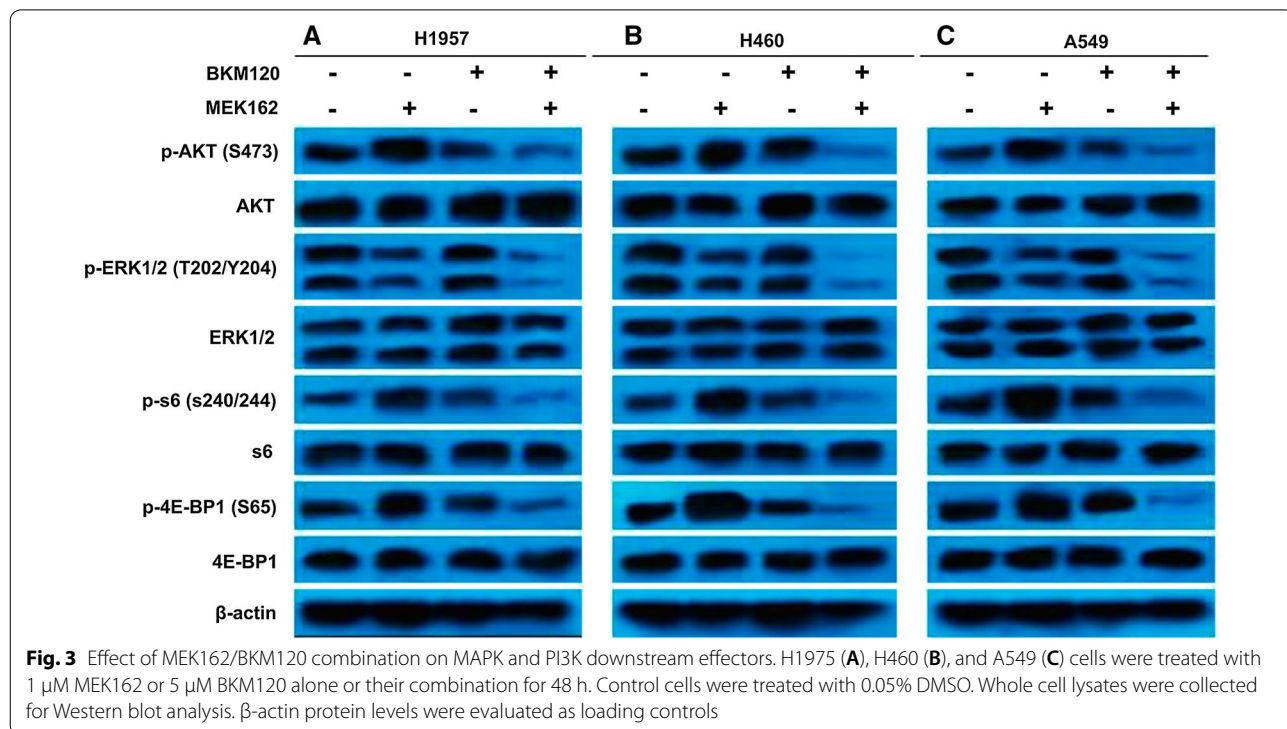 A H1957 B H460 C A549
BKM120 - - + + - - + + - - + +
MEK162 - + - + - + - + - + - +
p-AKT (S473)
AKT
p-ERK1/2 (T202/Y204)
ERK1/2
p-s6 (s240/244)
s6
p-4E-BP1 (S65)
4E-BP1
β-actin
Fig. 3 Effect of MEK162/BKM120 combination on MAPK and PI3K downstream effectors. H1975 (A), H460 (B), and A549 (C) cells were treated with
1 µM MEK162 or 5 µM BKM120 alone or their combination for 48 h. Control cells were treated with 0.05% DMSO. Whole cell lysates were collected
for Western blot analysis. β-actin protein levels were evaluated as loading controls